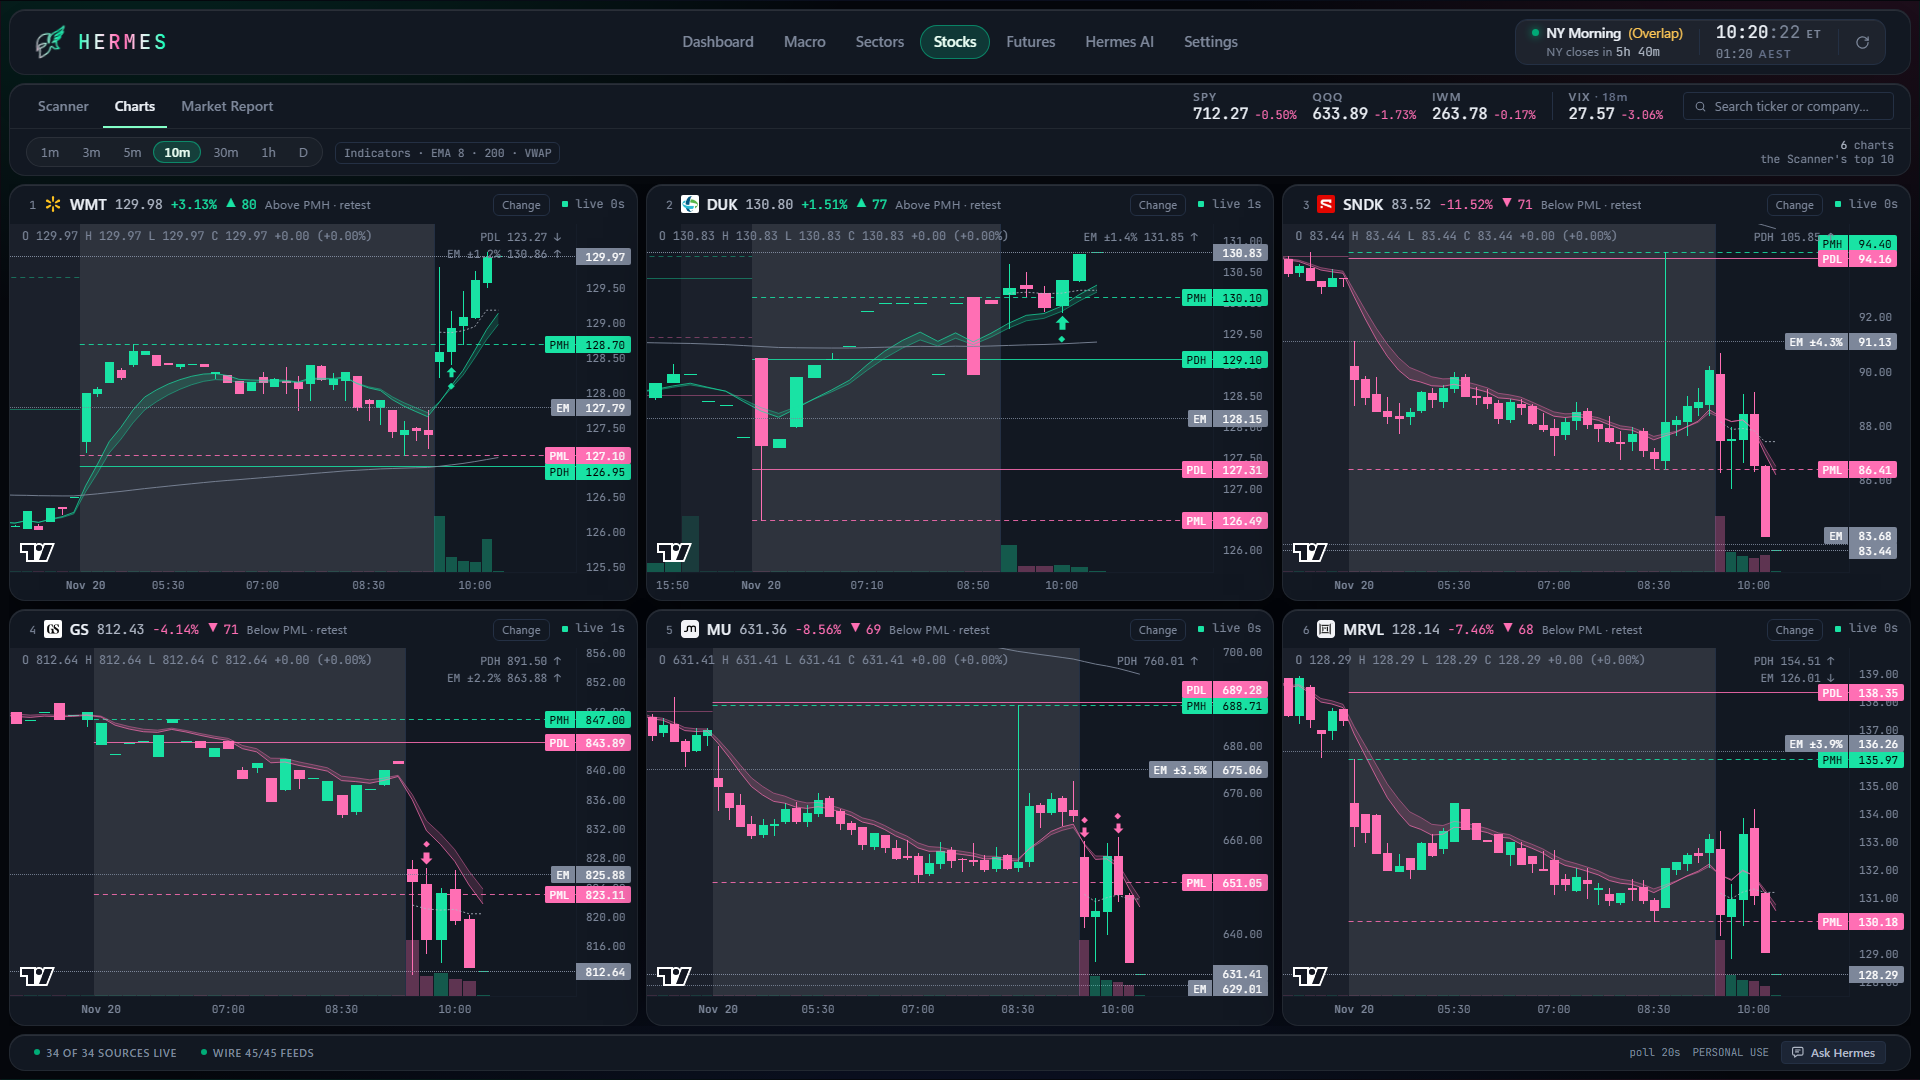 HERMES
Dashboard Macro Sectors Stocks Futures Hermes AI Settings
NY Morning (Overlap)
NY closes in 5h 40m
10:20:22 ET
01:20 AEST
Scanner Charts Market Report
SPY 712.27 -0.50%
QQQ 633.89 -1.73%
IWM 263.78 -0.17%
VIX · 18m 27.57 -3.06%
Search ticker or company...
1m 3m 5m 10m 30m 1h D
Indicators · EMA 8 · 200 · VWAP
6 charts
the Scanner's top 10
1 WMT 129.98 +3.13% ▲ 80 Above PMH · retest Change live 0s
O 129.97 H 129.97 L 129.97 C 129.97 +0.00 (+0.00%)
PDL 123.27 ↓
EM ±1.2% 130.86 ↑
129.97
129.50
129.00
PMH 128.70
128.50
128.00
EM 127.79
127.50
PML 127.10
PDH 126.95
126.50
126.00
125.50
Nov 20 05:30 07:00 08:30 10:00
2 DUK 130.80 +1.51% ▲ 77 Above PMH · retest Change live 1s
O 130.83 H 130.83 L 130.83 C 130.83 +0.00 (+0.00%)
EM ±1.4% 131.85 ↑
131.00
130.83
130.50
PMH 130.10
129.50
PDH 129.10
128.50
EM 128.15
128.00
127.50
PDL 127.31
127.00
PML 126.49
126.00
15:50 Nov 20 07:10 08:50 10:00
3 SNDK 83.52 -11.52% ▼ 71 Below PML · retest Change live 0s
O 83.44 H 83.44 L 83.44 C 83.44 +0.00 (+0.00%)
PDH 105.85
PMH 94.40
PDL 94.16
92.00
EM ±4.3% 91.13
90.00
88.00
PML 86.41
86.00
EM 83.68
83.44
Nov 20 05:30 07:00 08:30 10:00
4 GS 812.43 -4.14% ▼ 71 Below PML · retest Change live 1s
O 812.64 H 812.64 L 812.64 C 812.64 +0.00 (+0.00%)
PDH 891.50 ↑
EM ±2.2% 863.88 ↑
856.00
852.00
PMH 847.00
PDL 843.89
840.00
836.00
832.00
828.00
EM 825.88
PML 823.11
820.00
816.00
812.64
Nov 20 07:00 08:30 10:00
5 MU 631.36 -8.56% ▼ 69 Below PML · retest Change live 0s
O 631.41 H 631.41 L 631.41 C 631.41 +0.00 (+0.00%)
PDH 760.01 ↑
700.00
PDL 689.28
PMH 688.71
680.00
EM ±3.5% 675.06
670.00
660.00
PML 651.05
640.00
631.41
EM 629.01
Nov 20 05:30 07:00 08:30 10:00
6 MRVL 128.14 -7.46% ▼ 68 Below PML · retest Change live 0s
O 128.29 H 128.29 L 128.29 C 128.29 +0.00 (+0.00%)
PDH 154.51 ↑
EM 126.01 ↓
139.00
PDL 138.35
138.00
137.00
EM ±3.9% 136.26
PMH 135.97
135.00
134.00
133.00
132.00
131.00
PML 130.18
129.00
128.29
Nov 20 05:30 07:00 08:30 10:00
34 OF 34 SOURCES LIVE WIRE 45/45 FEEDS
poll 20s PERSONAL USE Ask Hermes